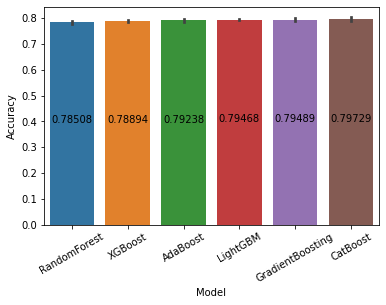 Accuracy
0.8
0.7
0.6
0.5
0.4
0.3
0.2
0.1
0.0
0.78508
0.78894
0.79238
0.79468
0.79489
0.79729
RandomForest
XGBoost
AdaBoost
LightGBM
GradientBoosting
CatBoost
Model